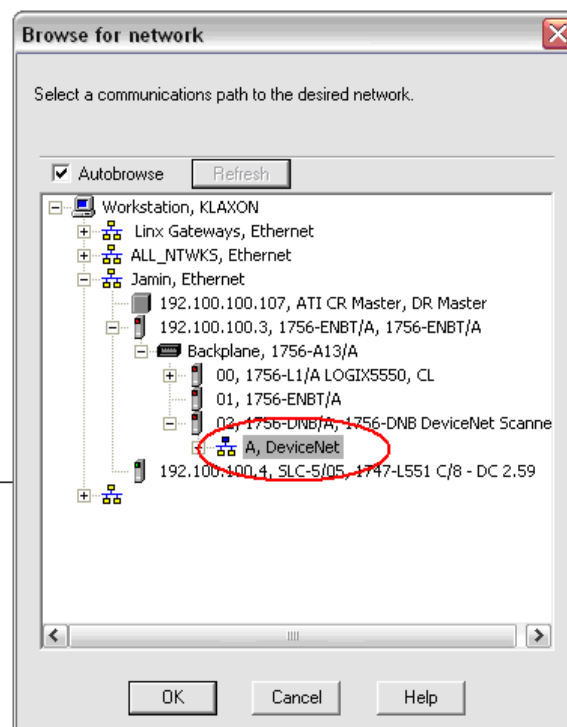 Browse for network
Select a communications path to the desired network.
Autobrowse
Refresh
Workstation, KLAXON
Linx Gateways, Ethernet
ALL_NTWKS, Ethernet
Jamin, Ethernet
192.100.100.107, ATI CR Master, DR Master
192.100.100.3, 1756-ENBT/A, 1756-ENBT/A
Backplane, 1756-A13/A
00, 1756-L1/A LOGIX5550, CL
01, 1756-ENBT/A
02, 1756-DNB/A, 1756-DNB DeviceNet Scanne
A, DeviceNet
192.100.100.4, SLC-5/05, 1747-L551 C/8 - DC 2.59
OK
Cancel
Help